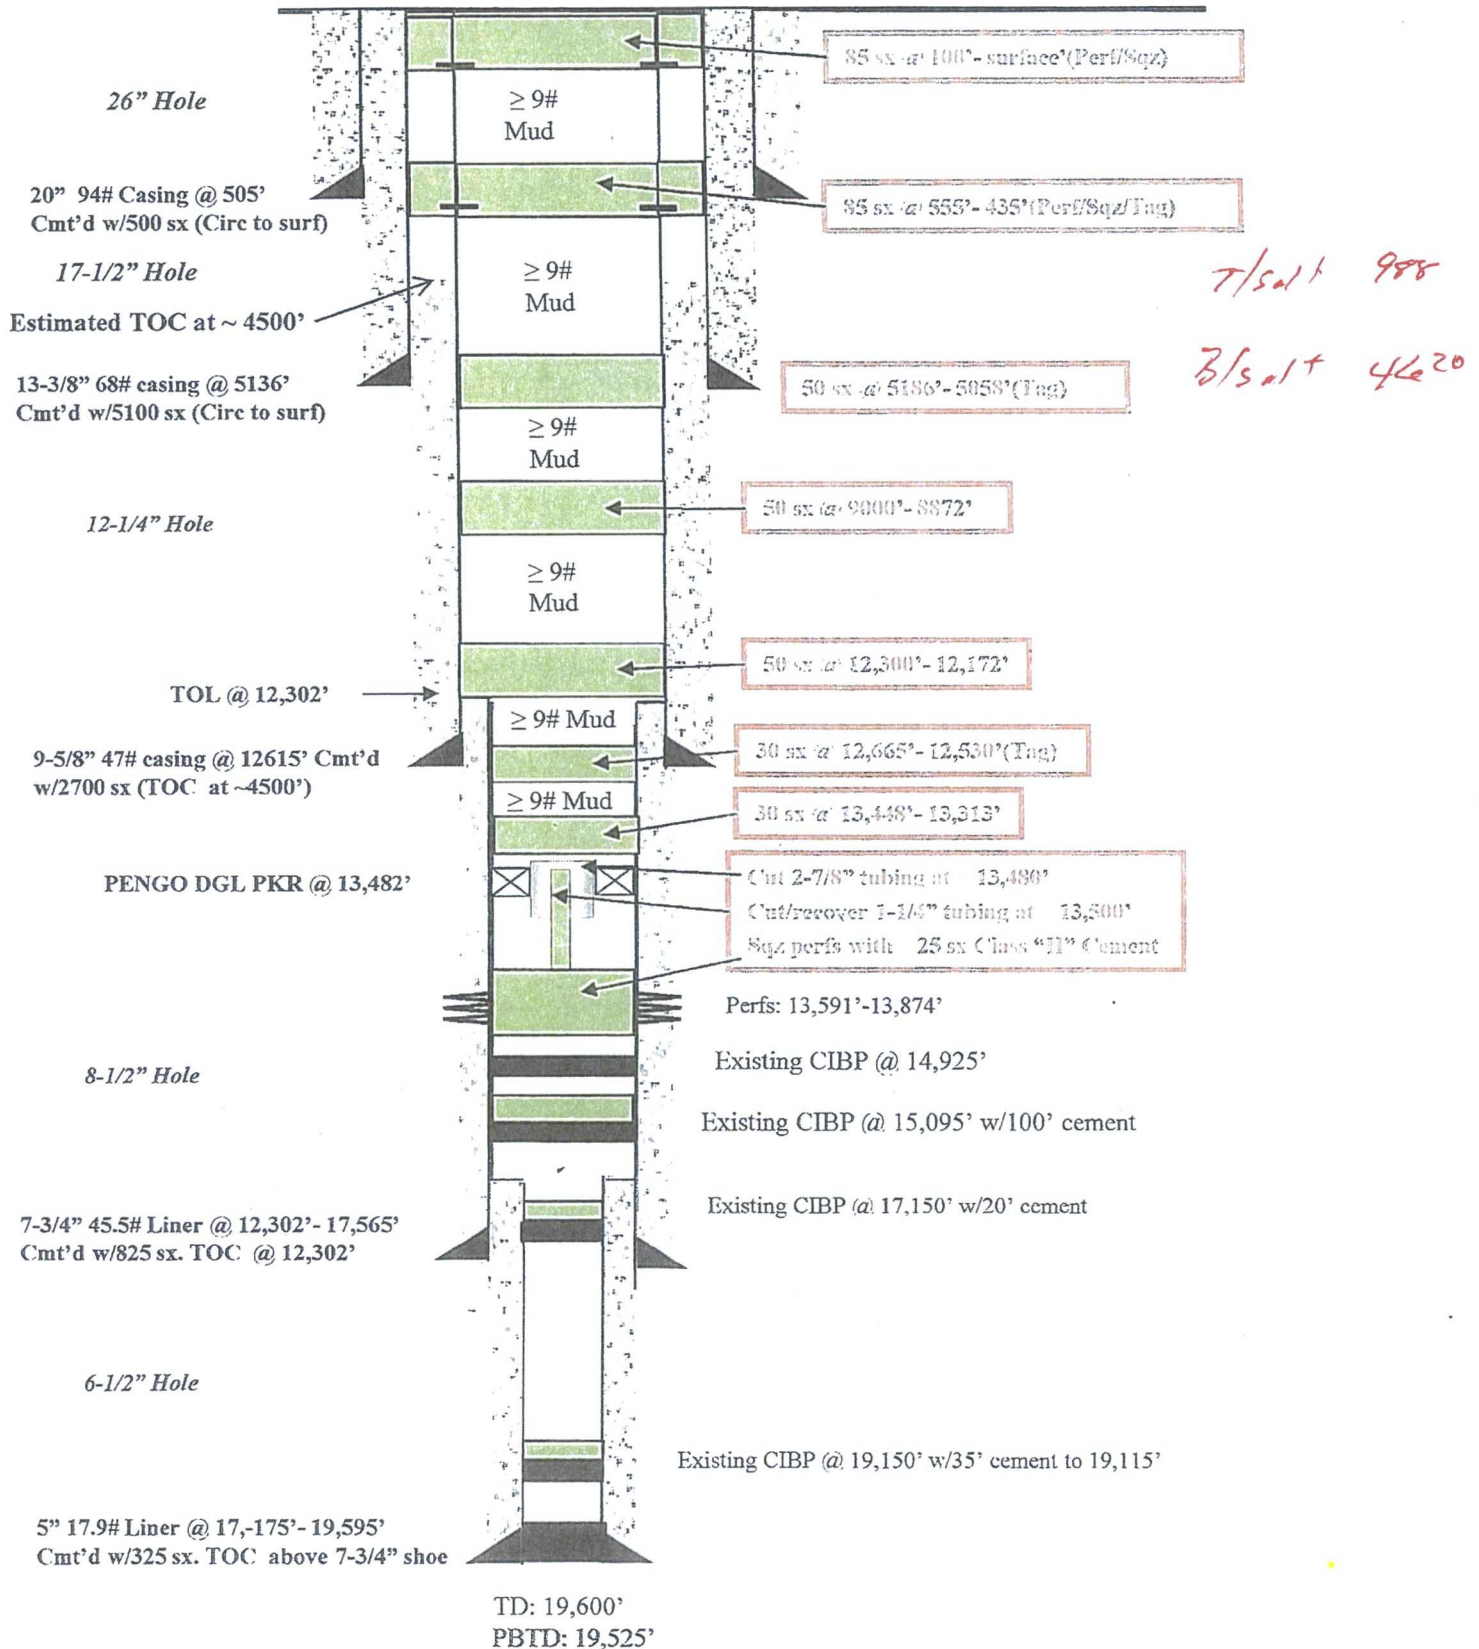 85 sx @ 100’- surface’(Perf/Sqz)
26” Hole
≥ 9#
Mud
20” 94# Casing @ 505’
Cmt’d w/500 sx (Circ to surf)
85 sx @ 555’- 435’(Perf/Sqz/Tag)
17-1/2” Hole
≥ 9#
Mud
T/salt 988
Estimated TOC at ~ 4500’
13-3/8” 68# casing @ 5136’
Cmt’d w/5100 sx (Circ to surf)
50 sx @ 5186’- 5058’(Tag)
B/salt
≥ 9#
Mud
12-1/4” Hole
50 sx @ 9000’- 8872’
≥ 9#
Mud
50 sx @ 12,300’- 12,172’
TOL @ 12,302’
≥ 9# Mud
9-5/8” 47# casing @ 12615’ Cmt’d
w/2700 sx (TOC at ~4500’)
30 sx @ 12,665’- 12,530’(Tag)
≥ 9# Mud
30 sx @ 13,448’- 13,313’
PENGO DGL PKR @ 13,482’
Cut 2-7/8” tubing at 13,480’
Cut/recover 1-1/4” tubing at 13,500’
Sqz perfs with 25 sx Class “H” Cement
Perfs: 13,591’-13,874’
8-1/2” Hole
Existing CIBP @ 14,925’
Existing CIBP @ 15,095’ w/100’ cement
Existing CIBP @ 17,150’ w/20’ cement
7-3/4” 45.5# Liner @ 12,302’- 17,565’
Cmt’d w/825 sx. TOC @ 12,302’
6-1/2” Hole
Existing CIBP @ 19,150’ w/35’ cement to 19,115’
5” 17.9# Liner @ 17,-175’- 19,595’
Cmt’d w/325 sx. TOC above 7-3/4” shoe
TD: 19,600’
PBTD: 19,525’